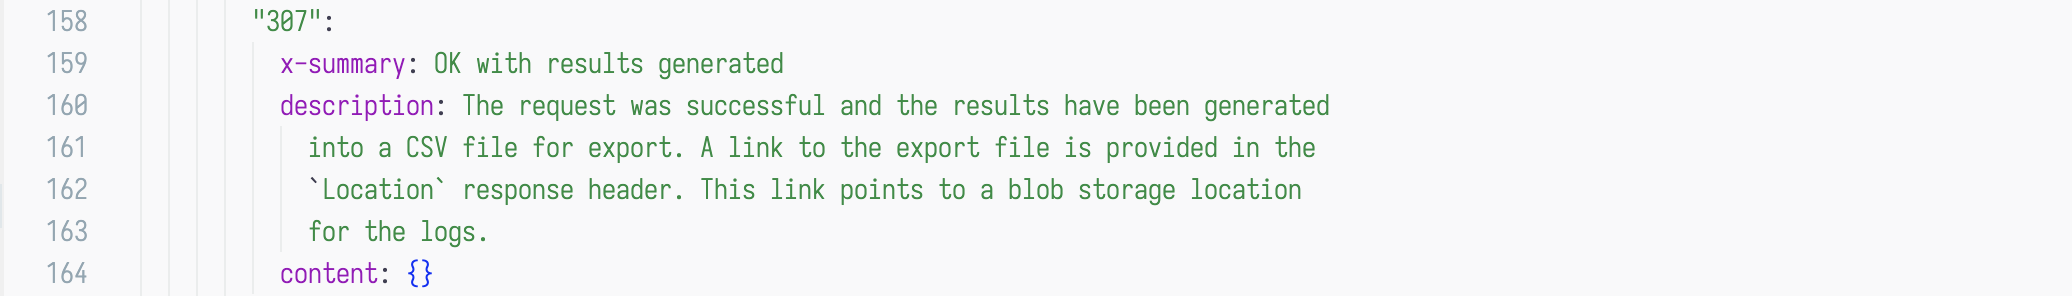 158 "307":
159 x-summary: OK with results generated
160 description: The request was successful and the results have been generated
161 into a CSV file for export. A link to the export file is provided in the
162 `Location` response header. This link points to a blob storage location
163 for the logs.
164 content: {}